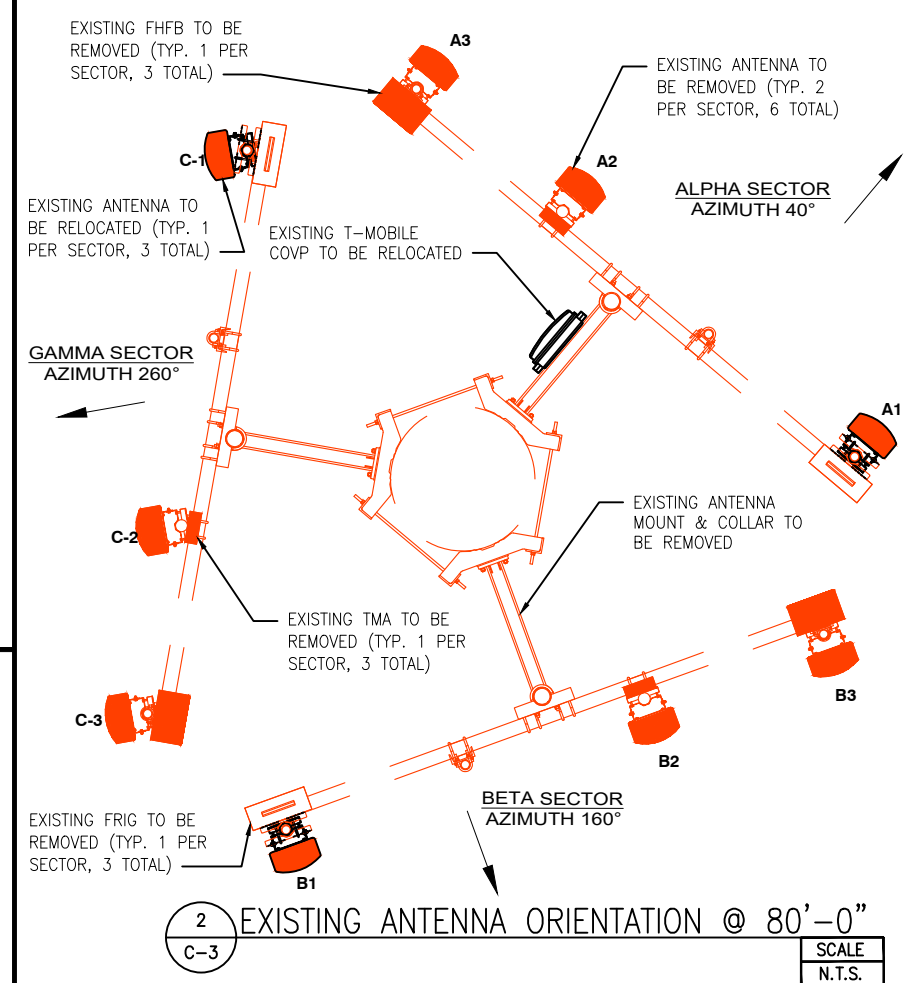 EXISTING FHFB TO BE
REMOVED (TYP. 1 PER
SECTOR, 3 TOTAL)
A3
EXISTING ANTENNA TO
BE REMOVED (TYP. 2
PER SECTOR, 6 TOTAL)
A2
C-1
ALPHA SECTOR
AZIMUTH 40°
EXISTING ANTENNA TO
BE RELOCATED (TYP. 1
PER SECTOR, 3 TOTAL)
EXISTING T-MOBILE
COVP TO BE RELOCATED
GAMMA SECTOR
AZIMUTH 260°
A1
EXISTING ANTENNA
MOUNT & COLLAR TO
BE REMOVED
C-2
EXISTING TMA TO BE
REMOVED (TYP. 1 PER
SECTOR, 3 TOTAL)
C-3
B3
B2
BETA SECTOR
AZIMUTH 160°
EXISTING FRIG TO BE
REMOVED (TYP. 1 PER
SECTOR, 3 TOTAL)
B1
2
C-3
EXISTING ANTENNA ORIENTATION @ 80'-0"
SCALE
N.T.S.